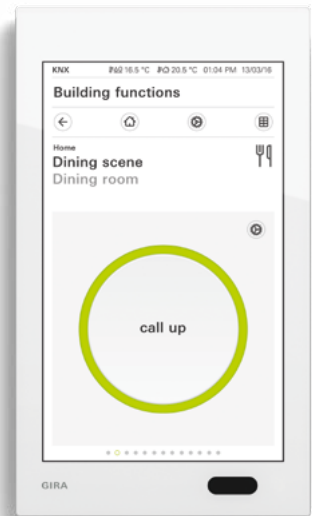 KNX 16.5 °C 20.5 °C 01:04 PM 13/03/16
Building functions
Home
Dining scene
Dining room
call up
GIRA